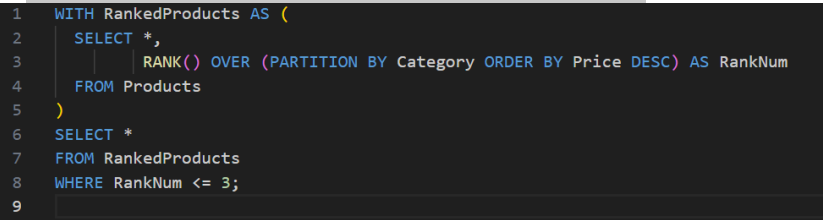 1 WITH RankedProducts AS (
2 SELECT *,
3 RANK() OVER (PARTITION BY Category ORDER BY Price DESC) AS RankNum
4 FROM Products
5 )
6 SELECT *
7 FROM RankedProducts
8 WHERE RankNum <= 3;
9